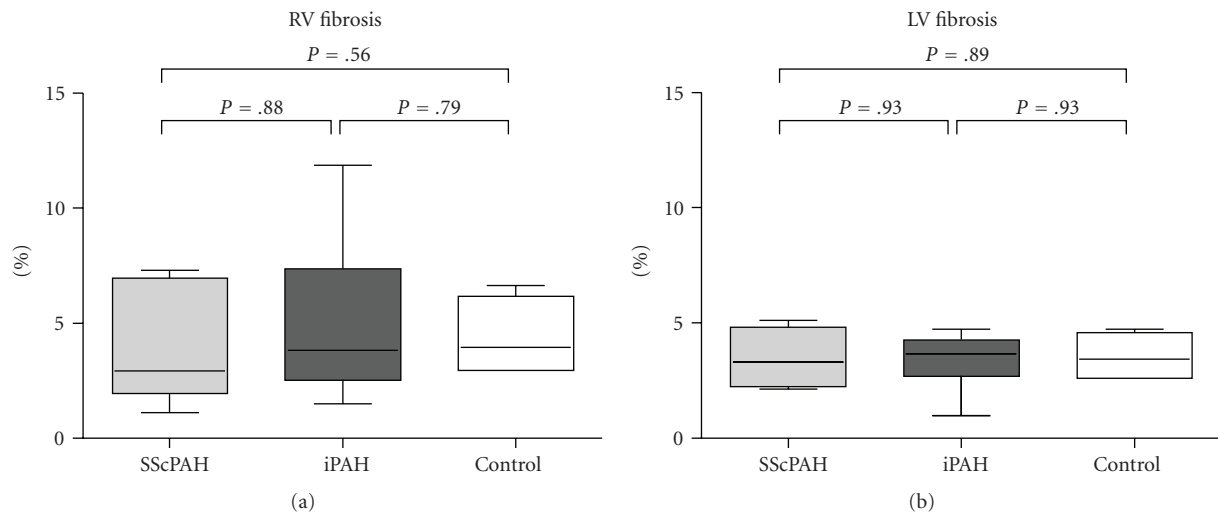 RV fibrosis
P = .56
P = .88
P = .79
15
10
5
0
(%)
SScPAH
iPAH
Control
(a)
LV fibrosis
P = .89
P = .93
P = .93
15
10
5
0
(%)
SScPAH
iPAH
Control
(b)